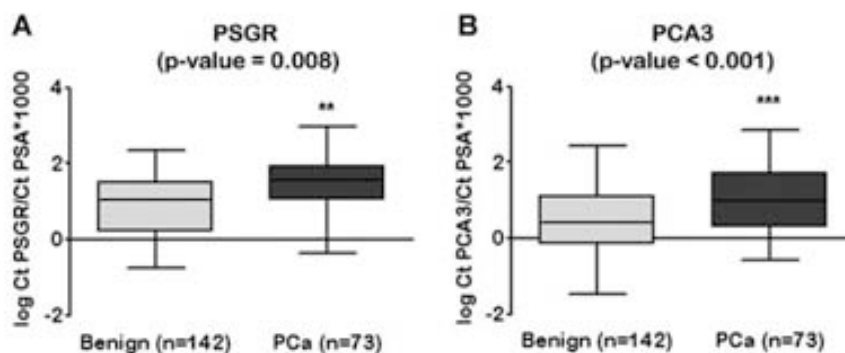 A
PSGR
(p-value = 0.008)
log Ct PSGR/Ct PSA*1000
4
2
0
-2
**
Benign (n=142)
PCa (n=73)
B
PCA3
(p-value < 0.001)
log Ct PCA3/Ct PSA*1000
4
2
0
-2
***
Benign (n=142)
PCa (n=73)